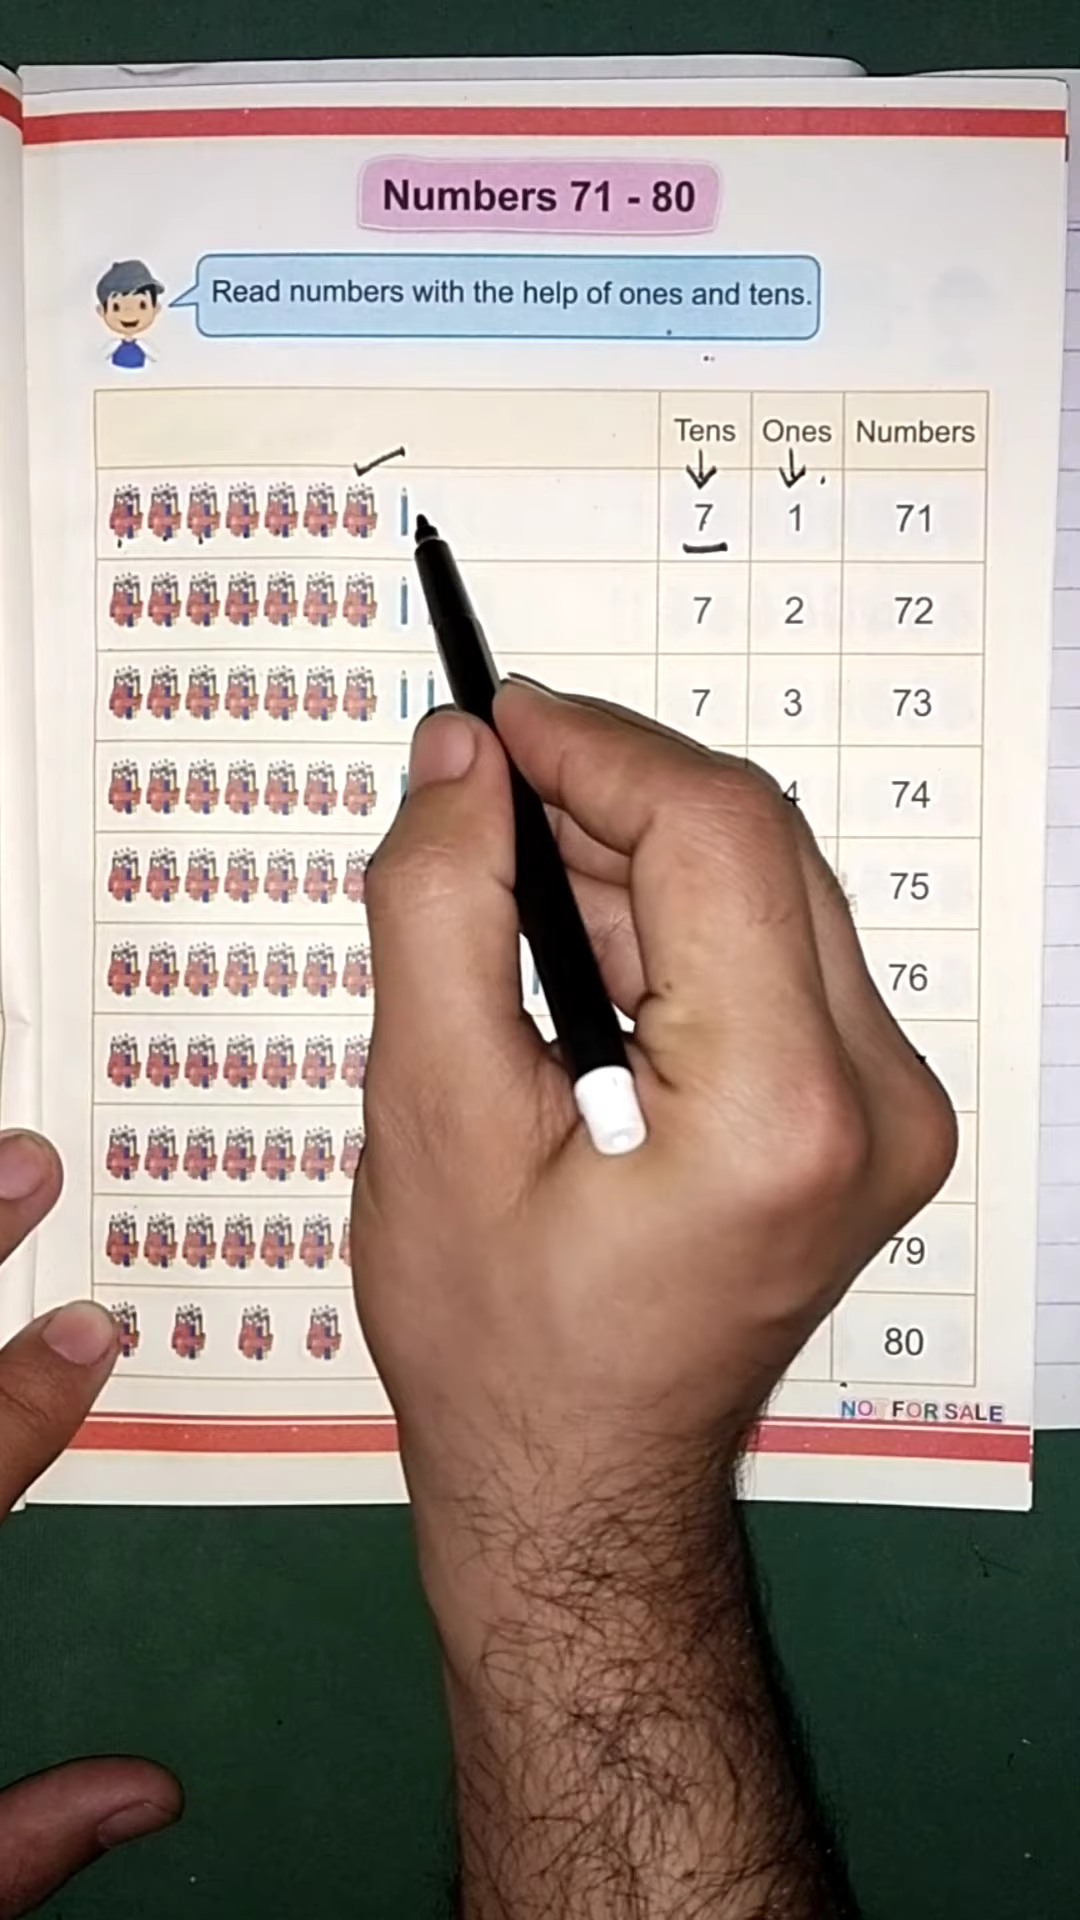 Numbers 71 - 80
Read numbers with the help of ones and tens.
Tens Ones Numbers
7 1 71
7 2 72
7 3 73
4 74
75
76
79
80
NOT FOR SALE